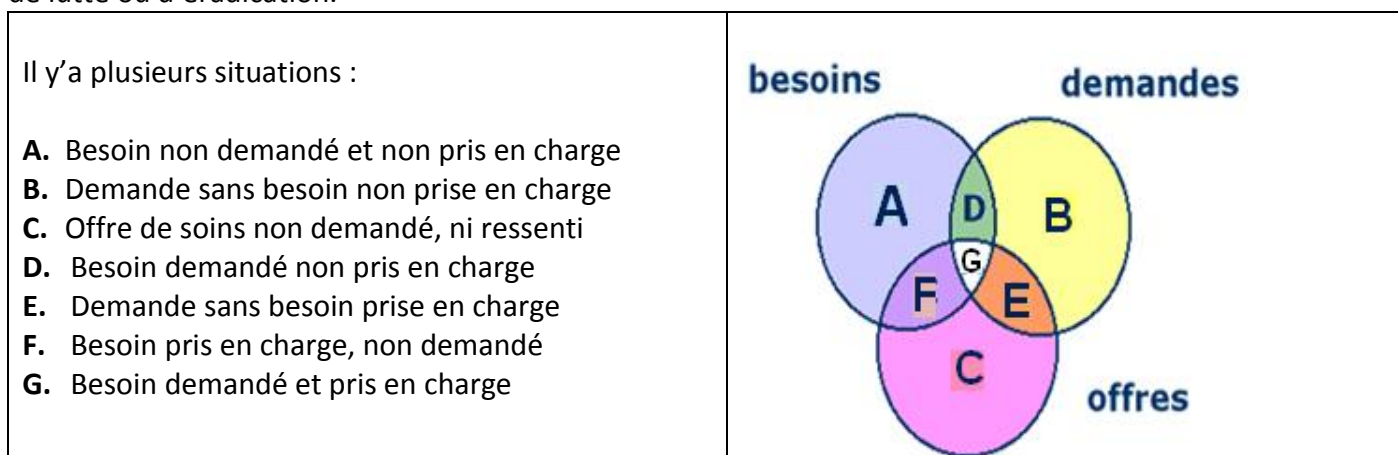 de lutte ou d'éradication.
Il y'a plusieurs situations :
A. Besoin non demandé et non pris en charge
B. Demande sans besoin non prise en charge
C. Offre de soins non demandé, ni ressenti
D. Besoin demandé non pris en charge
E. Demande sans besoin prise en charge
F. Besoin pris en charge, non demandé
G. Besoin demandé et pris en charge
besoins
demandes
A
D
B
G
F
E
C
offres